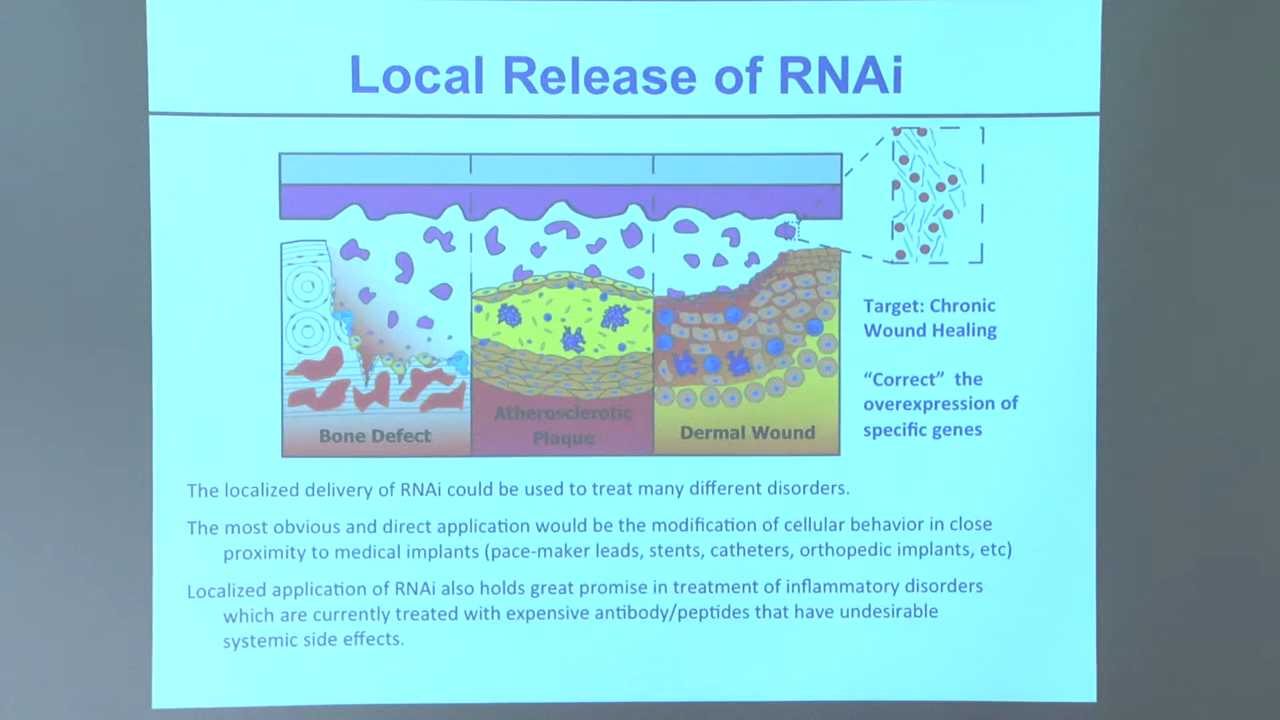 Local Release of RNAi
Bone Defect
Atherosclerotic
Plaque
Dermal Wound
Target: Chronic
Wound Healing
“Correct” the
overexpression of
specific genes
The localized delivery of RNAi could be used to treat many different disorders.
The most obvious and direct application would be the modification of cellular behavior in close
proximity to medical implants (pace-maker leads, stents, catheters, orthopedic implants, etc)
Localized application of RNAi also holds great promise in treatment of inflammatory disorders
which are currently treated with expensive antibody/peptides that have undesirable
systemic side effects.